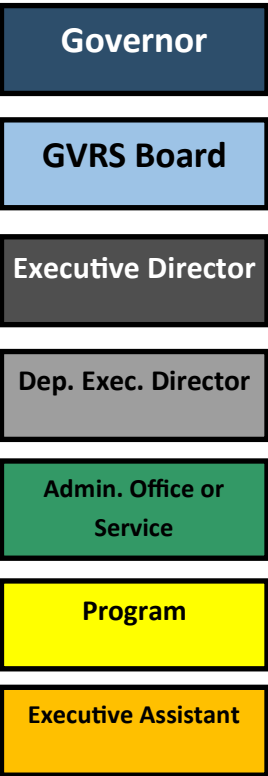 Governor
GVRS Board
Executive Director
Dep. Exec. Director
Admin. Office or
Service
Program
Executive Assistant